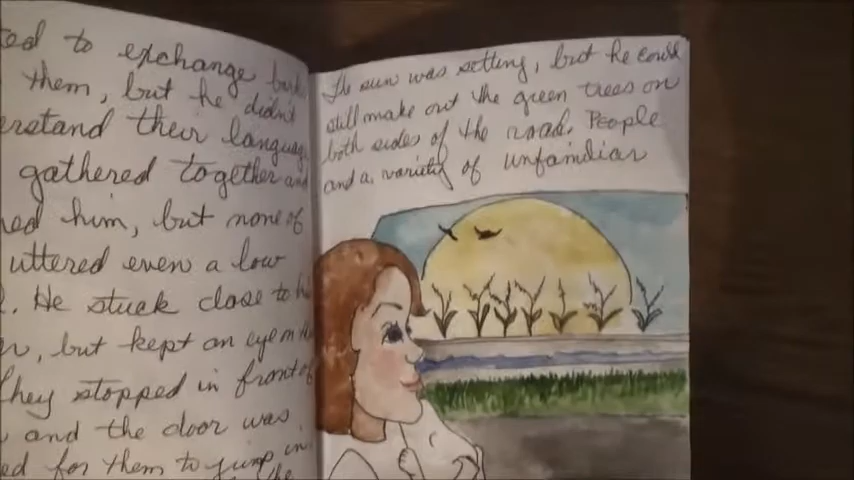 to exchange
them, but he didn't
their language
gathered together and
him, but none of
uttered even a low
. He stuck close to
, but kept an eye on
They stopped in front of
and the door was
for them to jump in
the
The sun was setting, but he could
still make out the green trees on
both sides of the road. People
and a variety of unfamiliar